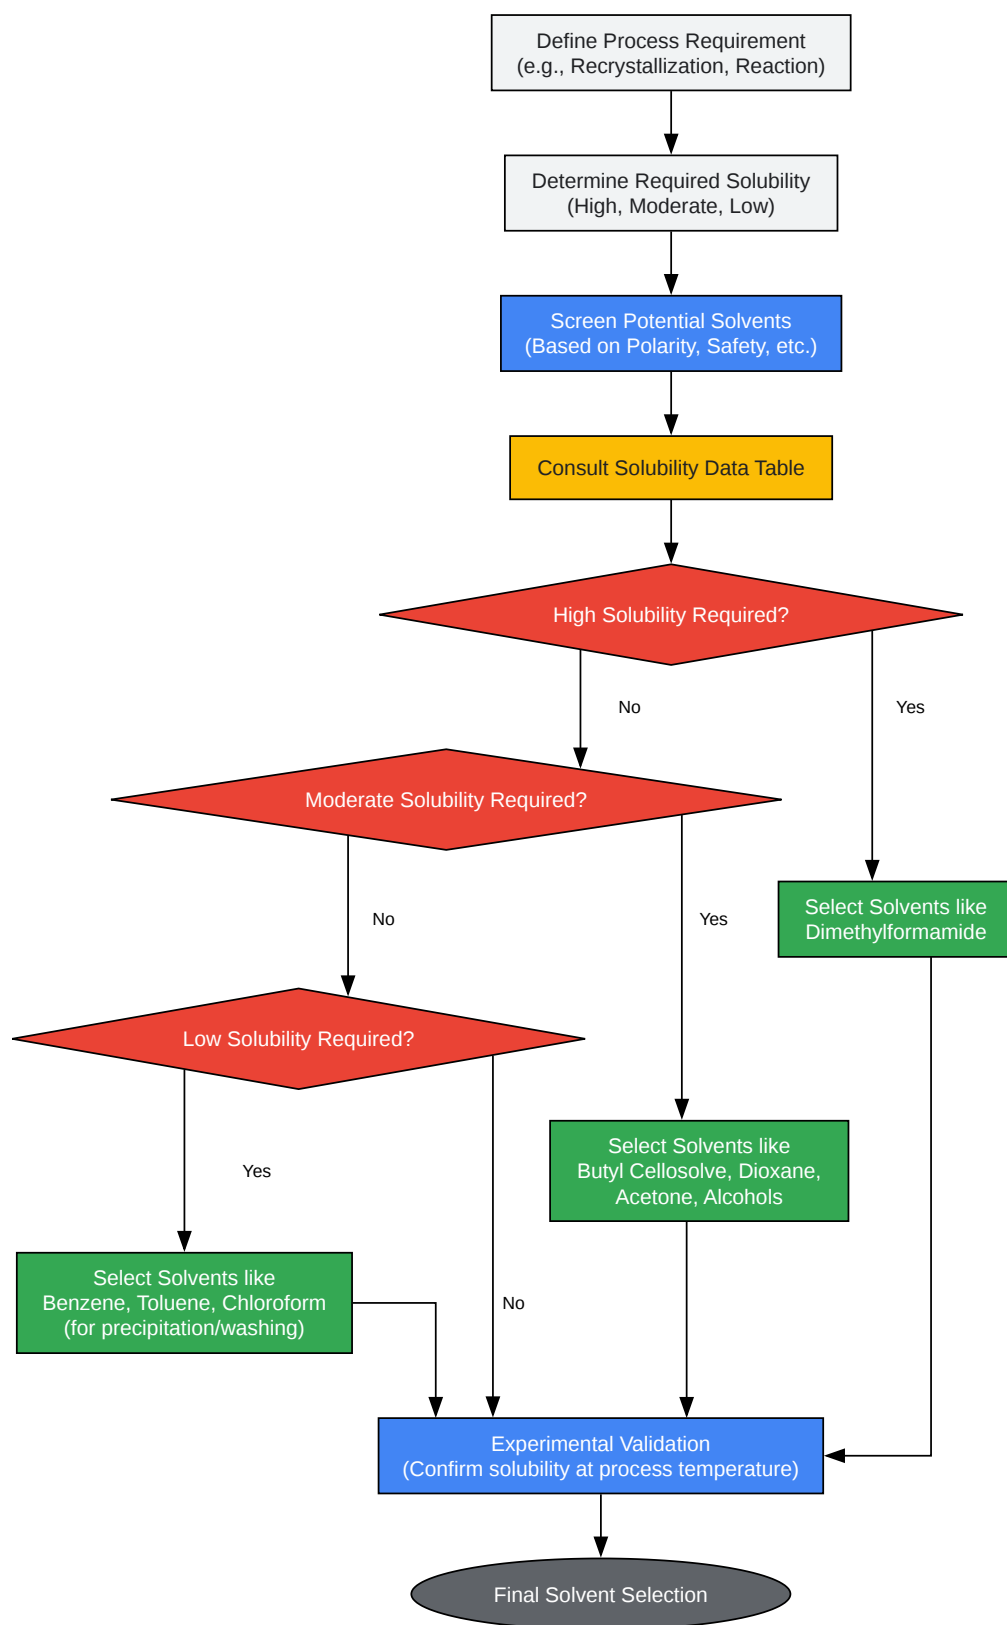 Define Process Requirement
(e.g., Recrystallization, Reaction)
Determine Required Solubility
(High, Moderate, Low)
Screen Potential Solvents
(Based on Polarity, Safety, etc.)
Consult Solubility Data Table
High Solubility Required?
No
Yes
Moderate Solubility Required?
No
Yes
Select Solvents like
Dimethylformamide
Low Solubility Required?
Yes
No
Select Solvents like
Butyl Cellosolve, Dioxane,
Acetone, Alcohols
Select Solvents like
Benzene, Toluene, Chloroform
(for precipitation/washing)
Experimental Validation
(Confirm solubility at process temperature)
Final Solvent Selection